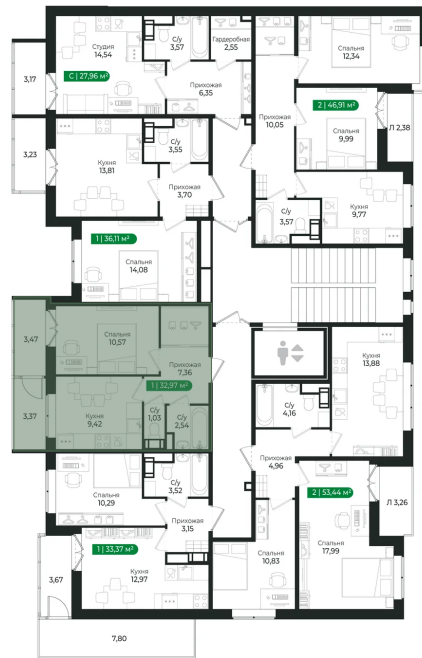 Студия
14,54
С/у
3,57
Гардеробная
2,55
Спальня
12,34
3,17
С | 27,96 м²
Прихожая
6,35
2 | 46,91 м²
Прихожая
10,05
Спальня
9,99
Л 2,38
3,23
Кухня
13,81
С/у
3,55
Прихожая
3,70
С/у
3,57
Кухня
9,77
1 | 36,11 м²
Спальня
14,08
3,47
Спальня
10,57
Прихожая
7,36
1 | 32,97 м²
3,37
Кухня
9,42
С/у
1,03
С/у
2,54
Кухня
13,88
С/у
4,16
Прихожая
4,96
С/у
3,52
Спальня
10,29
Прихожая
3,15
2 | 53,44 м²
Л 3,26
Спальня
17,99
Спальня
10,83
1 | 33,37 м²
Кухня
12,97
3,67
7,80